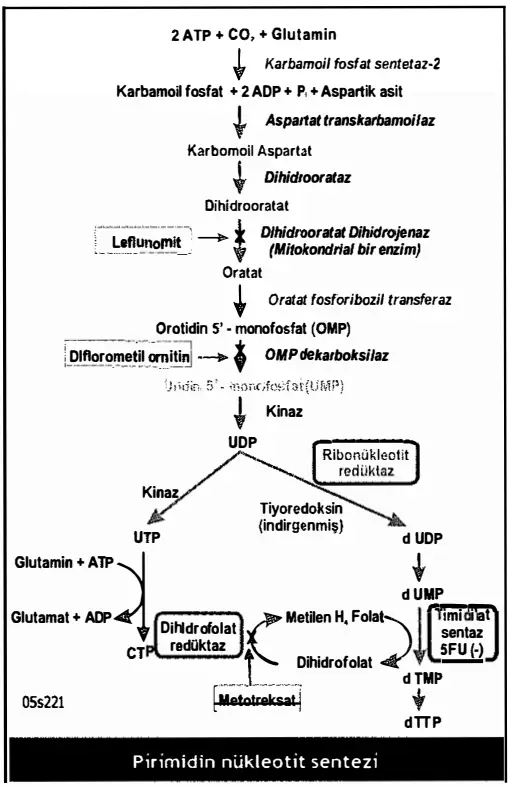 2 ATP + CO₂ + Glutamin
Karbamoil fosfat sentetaz-2
Karbamoil fosfat + 2 ADP + Pᵢ + Aspartik asit
Aspartat transkarbamoilaz
Karbomoil Aspartat
Dihidroorataz
Dihidrooratat
Leflunomit
Dihidrooratat Dihidrojenaz
(Mitokondrial bir enzim)
Oratat
Oratat fosforibozil transferaz
Orotidin 5' - monofosfat (OMP)
Diflorometil ornitin
OMP dekarboksilaz
Uridin 5' - monofosfat (UMP)
Kinaz
UDP
Ribonükleotit
redüktaz
Kinaz
Tiyoredoksin
(indirgenmiş)
UTP
d UDP
Glutamin + ATP
d UMP
Glutamat + ADP
Dihidrofolat
redüktaz
Metilen H₄ Folat
Timidilat
sentaz
5FU (-)
CTP
Dihidrofolat
d TMP
Metotreksat
05s221
dTTP
Pirimidin nükleotit sentezi